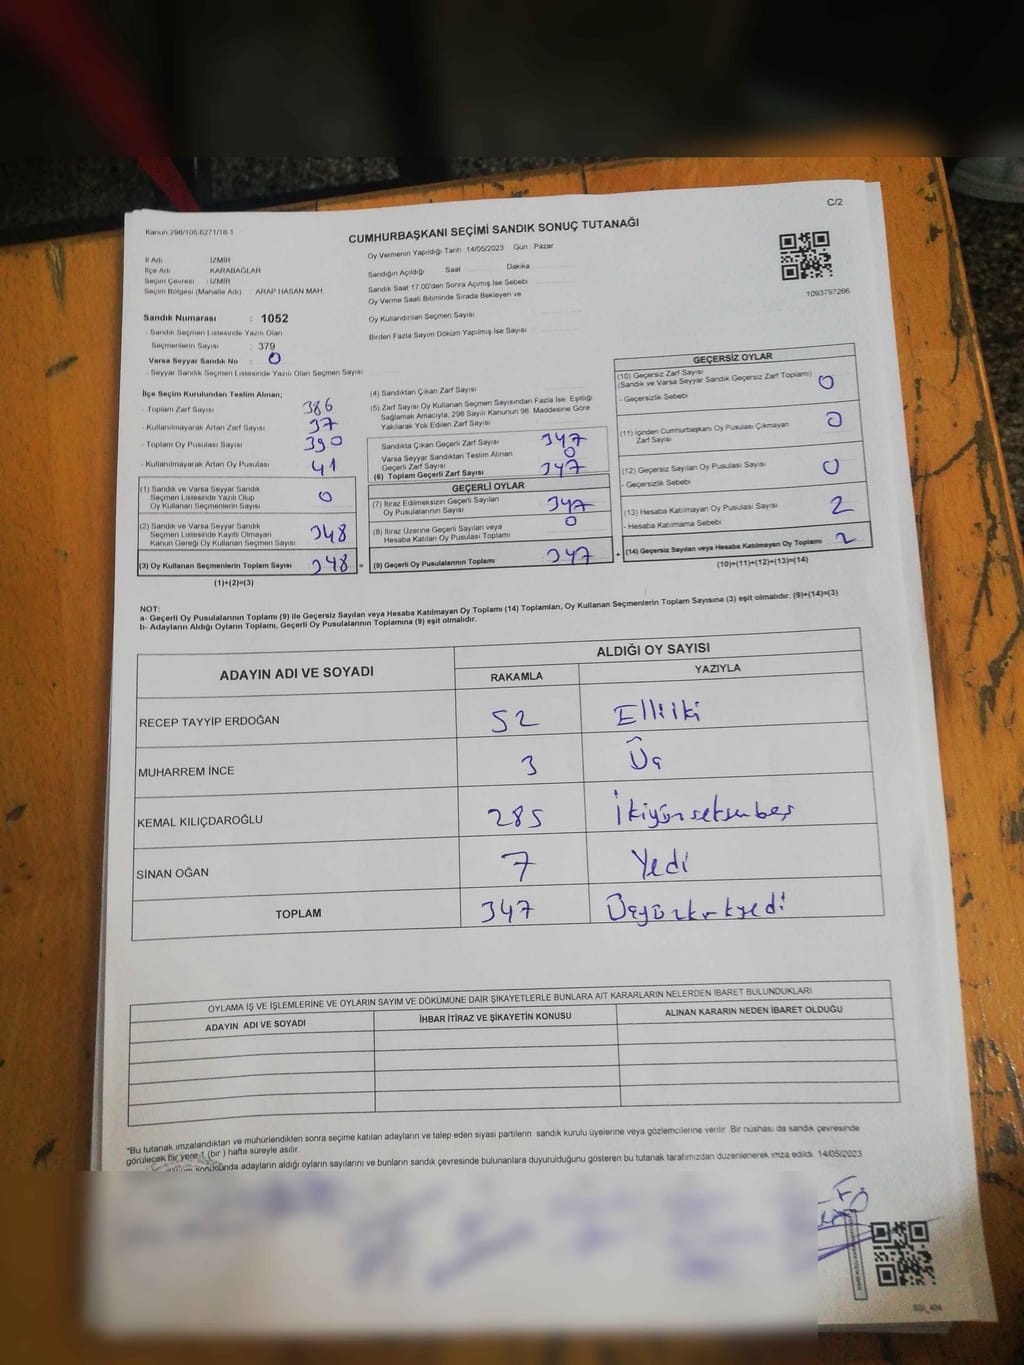 C/2
Kanun:298/105,6271/18-1
CUMHURBAŞKANI SEÇİMİ SANDIK SONUÇ TUTANAĞI
İl Adı : İZMİR
İlçe Adı : KARABAĞLAR
Seçim Çevresi : İZMİR
Seçim Bölgesi (Mahalle Adı) : ARAP HASAN MAH
Sandık Numarası : 1052
- Sandık Seçmen Listesinde Yazılı Olan
Seçmenlerin Sayısı : 379
Varsa Seyyar Sandık No : 0
- Seyyar Sandık Seçmen Listesinde Yazılı Olan Seçmen Sayısı
Oy Vermenin Yapıldığı Tarih 14/05/2023 Gün : Pazar
Sandığın Açıldığı Saat Dakika
Sandık Saat 17.00'den Sonra Açımış İse Sebebi
Oy Verme Saati Bitiminde Sırada Bekleyen ve
Oy Kullandırılan Seçmen Sayısı
Birden Fazla Sayım Döküm Yapılmış İse Sayısı
1093797266
İlçe Seçim Kurulundan Teslim Alınan;
- Toplam Zarf Sayısı 386
- Kullanılmayarak Artan Zarf Sayısı 37
- Toplam Oy Pusulası Sayısı 390
- Kullanılmayarak Artan Oy Pusulası 41
(1) Sandık ve Varsa Seyyar Sandık
Seçmen Listesinde Yazılı Olup
Oy Kullanan Seçmenlerin Sayısı 0
(2) Sandık ve Varsa Seyyar Sandık
Seçmen Listesinde Kayıtlı Olmayan
Kanun Gereği Oy Kullanan Seçmen Sayısı 348
(3) Oy Kullanan Seçmenlerin Toplam Sayısı 348 =
(1)+(2)=(3)
(4) Sandıktan Çıkan Zarf Sayısı
(5) Zarf Sayısı Oy Kullanan Seçmen Sayısından Fazla İse, Eşitliği
Sağlamak Amacıyla, 298 Sayılı Kanunun 98. Maddesine Göre
Yakılarak Yok Edilen Zarf Sayısı
Sandıkta Çıkan Geçerli Zarf Sayısı 347
Varsa Seyyar Sandıktan Teslim Alınan
Geçerli Zarf Sayısı 0
(6) Toplam Geçerli Zarf Sayısı 347
GEÇERLİ OYLAR
(7) İtiraz Edilmeksizin Geçerli Sayılan
Oy Pusulalarının Sayısı 347
(8) İtiraz Üzerine Geçerli Sayılan veya
Hesaba Katılan Oy Pusulası Toplamı 0
(9) Geçerli Oy Pusulalarının Toplamı 347 +
GEÇERSİZ OYLAR
(10) Geçersiz Zarf Sayısı
(Sandık ve Varsa Seyyar Sandık Geçersiz Zarf Toplamı) 0
- Geçersizlik Sebebi
(11) İçinden Cumhurbaşkanı Oy Pusulası Çıkmayan
Zarf Sayısı 0
(12) Geçersiz Sayılan Oy Pusulası Sayısı 0
- Geçersizlik Sebebi
(13) Hesaba Katılmayan Oy Pusulası Sayısı 2
- Hesaba Katılmama Sebebi
(14) Geçersiz Sayılan veya Hesaba Katılmayan Oy Toplamı 2
(10)+(11)+(12)+(13)=(14)
NOT:
a- Geçerli Oy Pusulalarının Toplamı (9) ile Geçersiz Sayılan veya Hesaba Katılmayan Oy Toplamı (14) Toplamları, Oy Kullanan Seçmenlerin Toplam Sayısına (3) eşit olmalıdır. (9)+(14)=(3)
b- Adayların Aldığı Oyların Toplamı, Geçerli Oy Pusulalarının Toplamına (9) eşit olmalıdır.
ADAYIN ADI VE SOYADI ALDIĞI OY SAYISI
RAKAMLA YAZIYLA
RECEP TAYYİP ERDOĞAN 52 Elliiki
MUHARREM İNCE 3 Üç
KEMAL KILIÇDAROĞLU 285 İkiyüzseksenbeş
SİNAN OĞAN 7 Yedi
TOPLAM 347 Üçyüzkırkyedi
OYLAMA İŞ VE İŞLEMLERİNE VE OYLARIN SAYIM VE DÖKÜMÜNE DAİR ŞİKAYETLERLE BUNLARA AİT KARARLARIN NELERDEN İBARET BULUNDUKLARI
ADAYIN ADI VE SOYADI İHBAR İTİRAZ VE ŞİKAYETİN KONUSU ALINAN KARARIN NEDEN İBARET OLDUĞU
*Bu tutanak imzalandıktan ve mühürlendikten sonra seçime katılan adayların ve talep eden siyasi partilerin sandık kurulu üyelerine veya gözlemcilerine verilir. Bir nüshası da sandık çevresinde
görülecek bir yere 1 (bir) hafta süreyle asılır.
sonucunda adayların aldığı oyların sayılarını ve bunların sandık çevresinde bulunanlara duyurulduğunu gösteren bu tutanak tarafımızdan düzenlenerek imza edildi. 14/05/2023